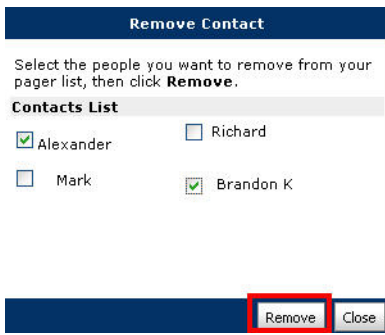 Remove Contact
Select the people you want to remove from your
pager list, then click Remove.
Contacts List
Alexander
Richard
Mark
Brandon K
Remove
Close